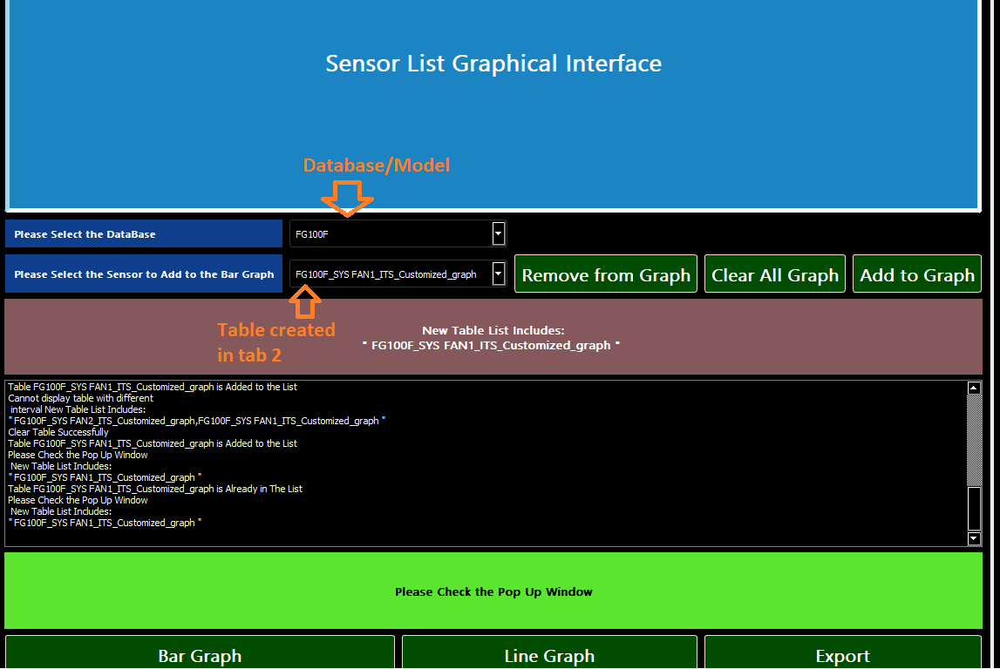 Sensor List Graphical Interface
Database/Model
Please Select the DataBase
FG100F
Please Select the Sensor to Add to the Bar Graph
FG100F_SYS FAN1_ITS_Customized_graph
Remove from Graph
Clear All Graph
Add to Graph
Table created
in tab 2
New Table List Includes:
" FG100F_SYS FAN1_ITS_Customized_graph "
Table FG100F_SYS FAN1_ITS_Customized_graph is Added to the List
Cannot display table with different
interval New Table List Includes:
" FG100F_SYS FAN2_ITS_Customized_graph,FG100F_SYS FAN1_ITS_Customized_graph "
Clear Table Successfully
Table FG100F_SYS FAN1_ITS_Customized_graph is Added to the List
Please Check the Pop Up Window
New Table List Includes:
" FG100F_SYS FAN1_ITS_Customized_graph "
Table FG100F_SYS FAN1_ITS_Customized_graph is Already in The List
Please Check the Pop Up Window
New Table List Includes:
" FG100F_SYS FAN1_ITS_Customized_graph "
Please Check the Pop Up Window
Bar Graph
Line Graph
Export